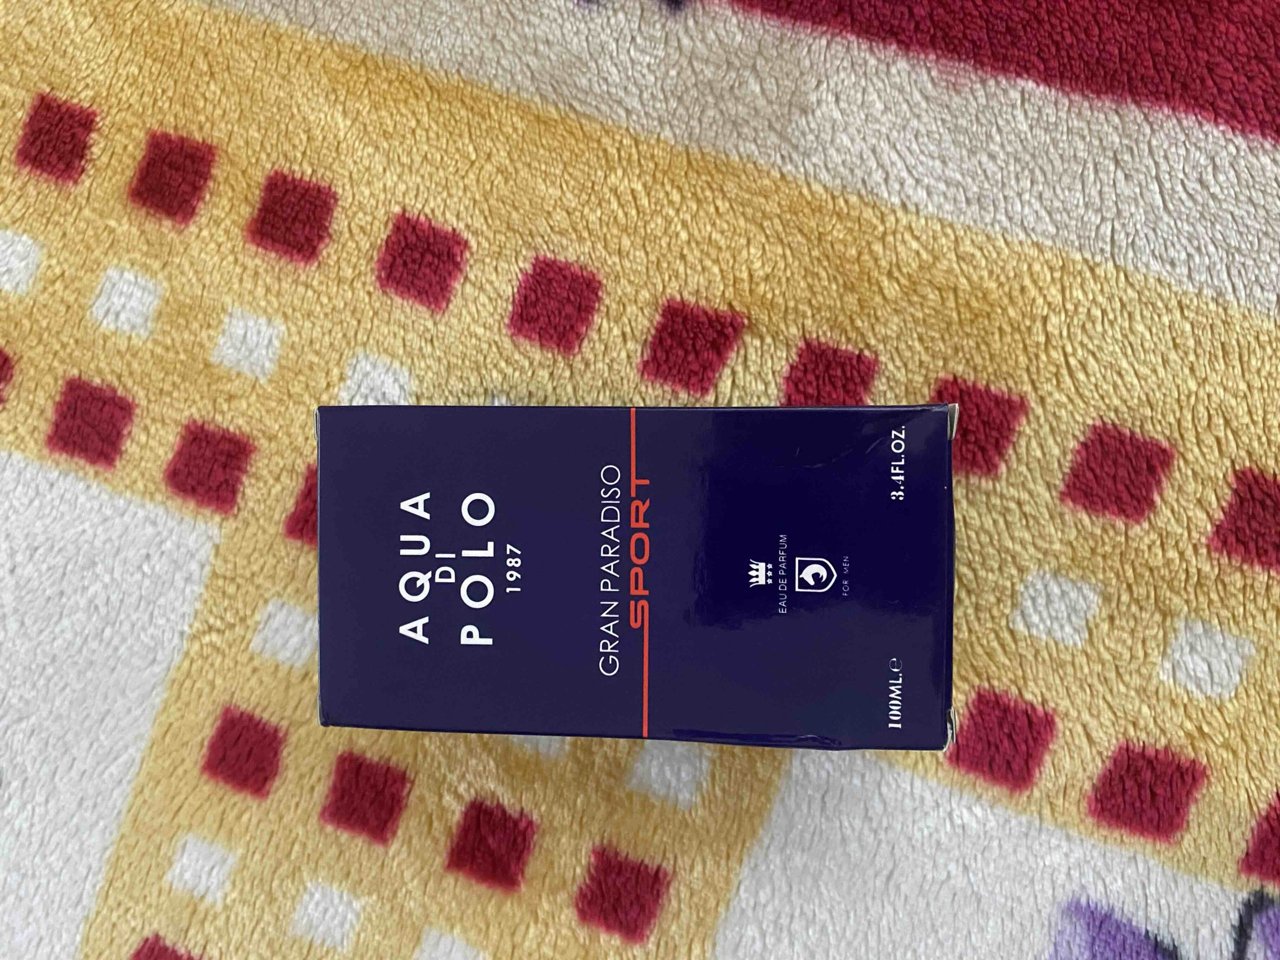 AQUA
DI
POLO
1987
GRAN PARADISO
SPORT
EAU DE PARFUM
FOR MEN
100ML.e 3.4FL.OZ.